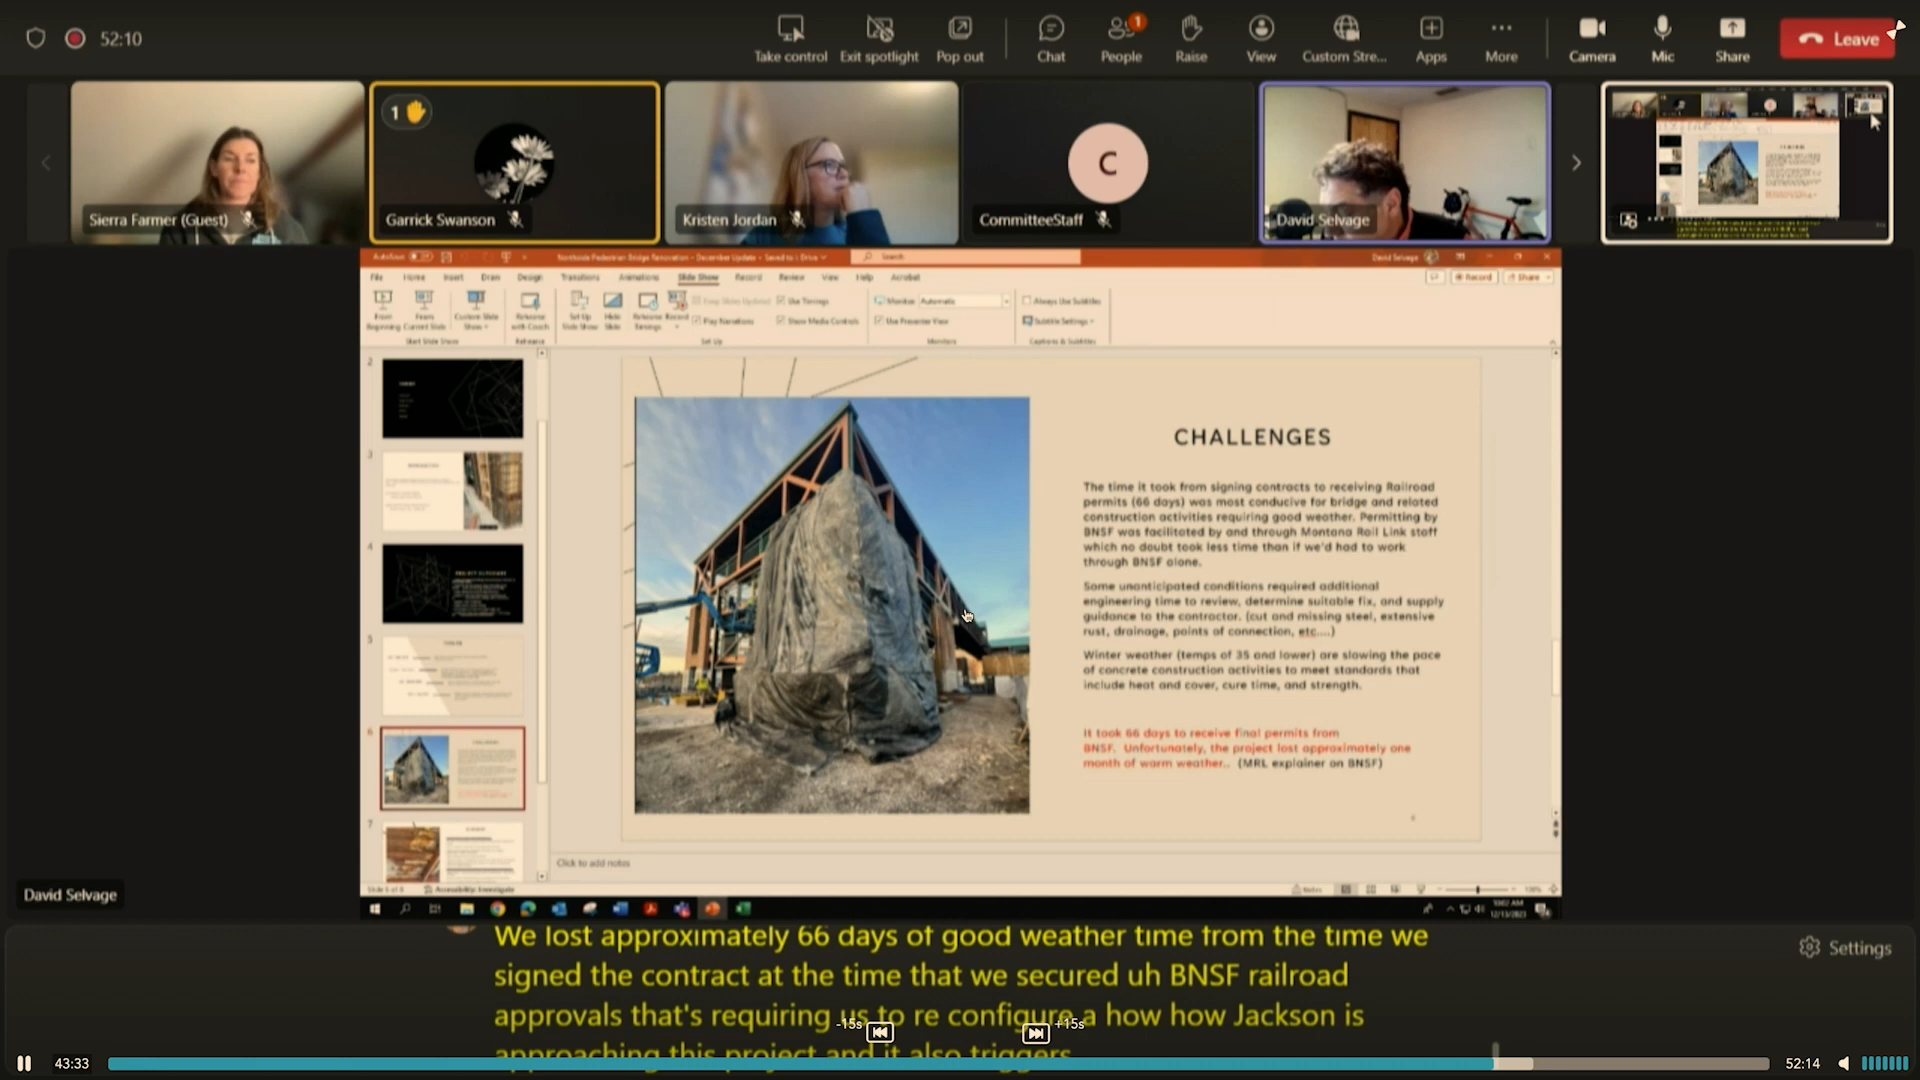 52:10
Take control
Exit spotlight
Pop out
Chat
People
1
Raise
View
Custom Stre...
Apps
More
Camera
Mic
Share
Leave
Sierra Farmer (Guest)
1
Garrick Swanson
Kristen Jordan
C
CommitteeStaff
David Selvage
Northside Pedestrian Bridge Renovation - December Update - Saved to
Search
David Selvage
File
Home
Insert
Draw
Design
Transitions
Animations
Slide Show
Record
Review
View
Help
Acrobat
Record
Share
From Beginning
From Current Slide
Custom Slide Show
Rehearse with Coach
Set Up Slide Show
Hide Slide
Rehearse Timings
Record
Play Narrations
Use Timings
Show Media Controls
Monitor:
Automatic
Use Presenter View
Always Use Subtitles
Subtitle Settings
Start Slide Show
Rehearse
Set Up
Monitors
Captions & Subtitles
2
3
4
5
6
7
CHALLENGES
The time it took from signing contracts to receiving Railroad
permits (66 days) was most conducive for bridge and related
construction activities requiring good weather. Permitting by
BNSF was facilitated by and through Montana Rail Link staff
which no doubt took less time than if we'd had to work
through BNSF alone.
Some unanticipated conditions required additional
engineering time to review, determine suitable fix, and supply
guidance to the contractor. (cut and missing steel, extensive
rust, drainage, points of connection, etc....)
Winter weather (temps of 35 and lower) are slowing the pace
of concrete construction activities to meet standards that
include heat and cover, cure time, and strength.
It took 66 days to receive final permits from
BNSF. Unfortunately, the project lost approximately one
month of warm weather.. (MRL explainer on BNSF)
6
Click to add notes
Slide 6 of 8
Accessibility: Investigate
Notes
10:02 AM
12/13/2023
David Selvage
We lost approximately 66 days of good weather time from the time we
signed the contract at the time that we secured uh BNSF railroad
approvals that's requiring us to re configure a how how Jackson is
approaching this project and it also triggers
Settings
-15s
+15s
43:33
52:14